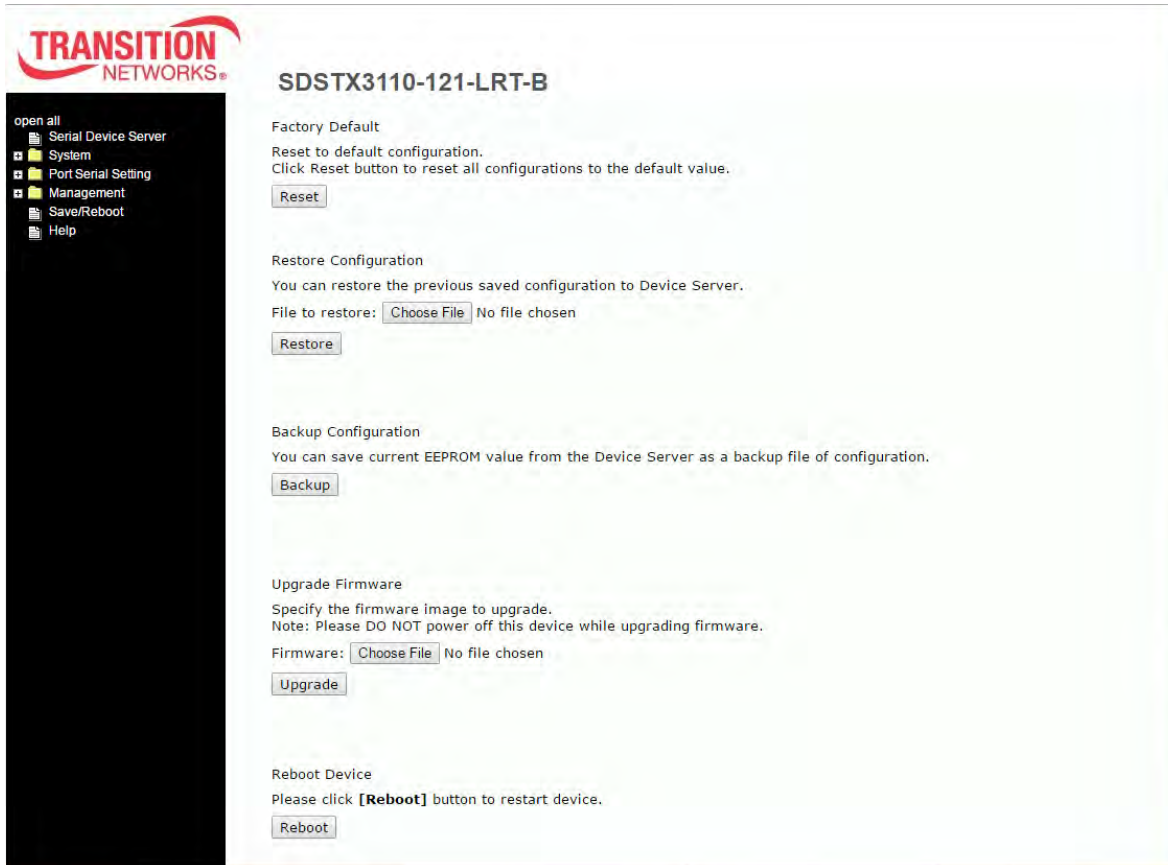 TRANSITION
NETWORKS®
open all
Serial Device Server
System
Port Serial Setting
Management
Save/Reboot
Help
SDSTX3110-121-LRT-B
Factory Default
Reset to default configuration.
Click Reset button to reset all configurations to the default value.
Reset
Restore Configuration
You can restore the previous saved configuration to Device Server.
File to restore: Choose File No file chosen
Restore
Backup Configuration
You can save current EEPROM value from the Device Server as a backup file of configuration.
Backup
Upgrade Firmware
Specify the firmware image to upgrade.
Note: Please DO NOT power off this device while upgrading firmware.
Firmware: Choose File No file chosen
Upgrade
Reboot Device
Please click [Reboot] button to restart device.
Reboot